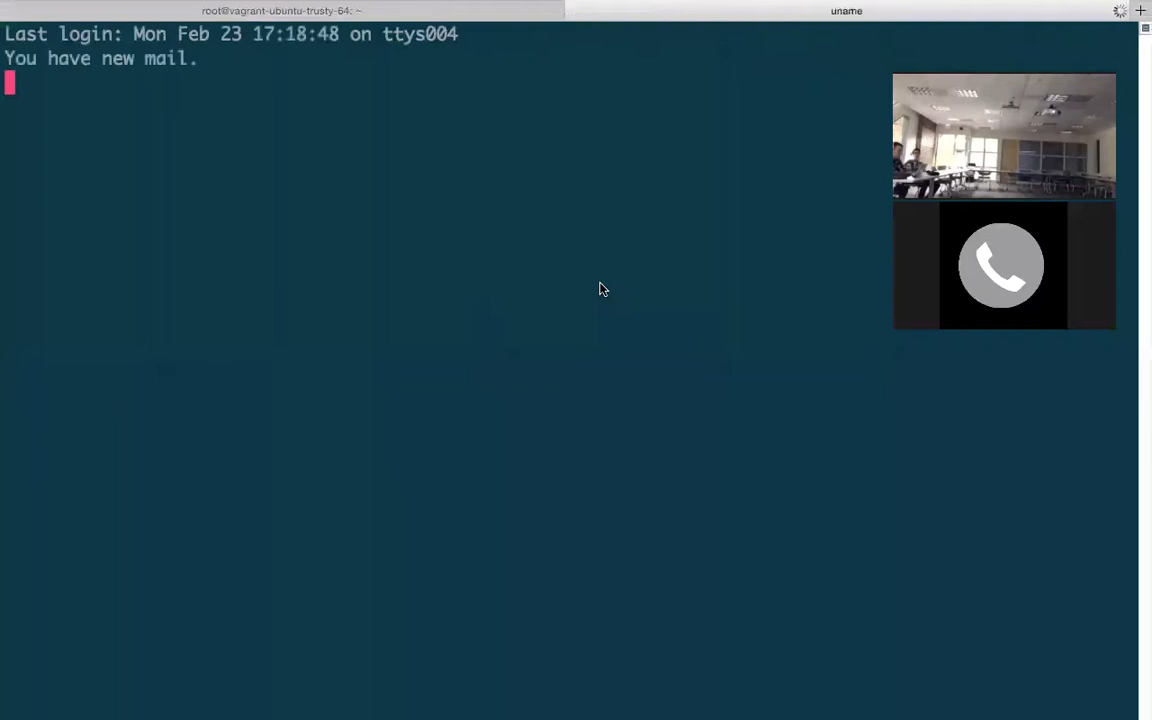 root@vagrant-ubuntu-trusty-64: ~
uname
Last login: Mon Feb 23 17:18:48 on ttys004
You have new mail.